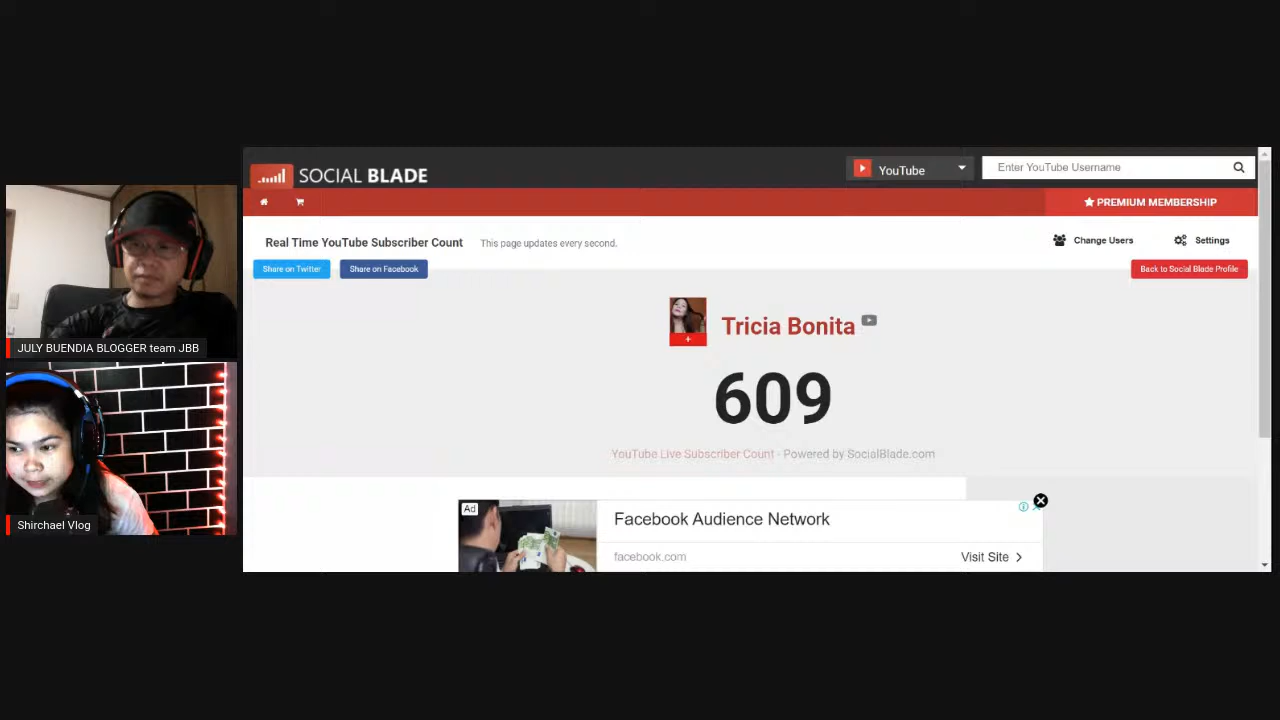 SOCIAL BLADE
YouTube
Enter YouTube Username
PREMIUM MEMBERSHIP
Real Time YouTube Subscriber Count
This page updates every second.
Change Users
Settings
Share on Twitter
Share on Facebook
Back to Social Blade Profile
Tricia Bonita
+
609
YouTube Live Subscriber Count - Powered by SocialBlade.com
JULY BUENDIA BLOGGER team JBB
Shirchael Vlog
Ad
Facebook Audience Network
facebook.com
Visit Site